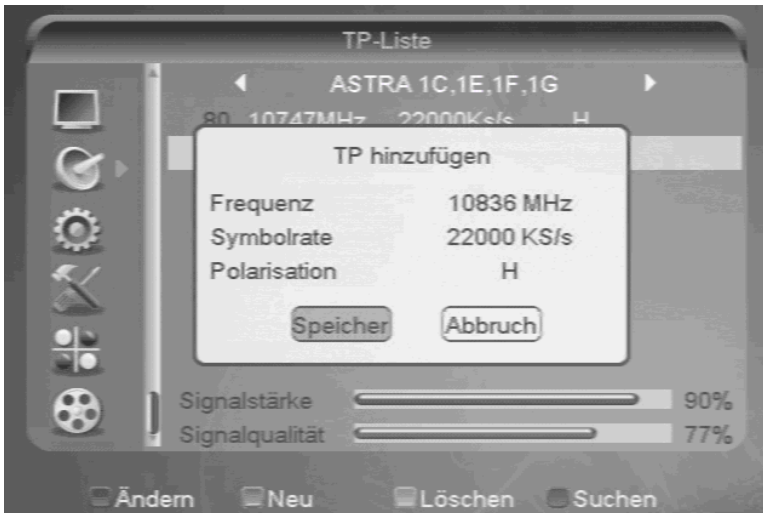 TP-Liste
ASTRA 1C,1E,1F,1G
80 10747MHz 22000Ks/s H
TP hinzufügen
Frequenz 10836 MHz
Symbolrate 22000 KS/s
Polarisation H
Speicher Abbruch
Signalstärke 90%
Signalqualität 77%
Ändern Neu Löschen Suchen